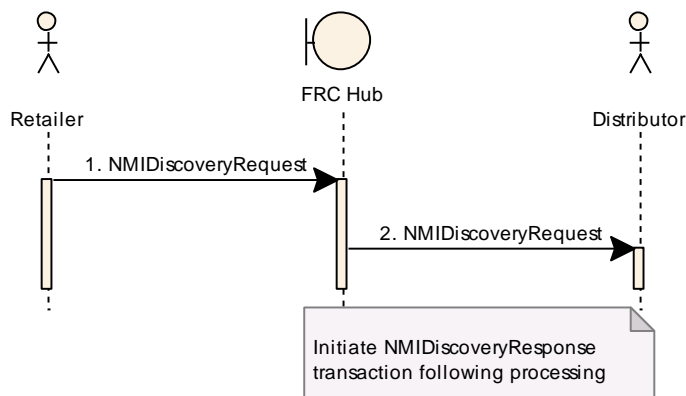 FRC Hub
Retailer
Distributor
1. NMIDiscoveryRequest
2. NMIDiscoveryRequest
Initiate NMIDiscoveryResponse
transaction following processing